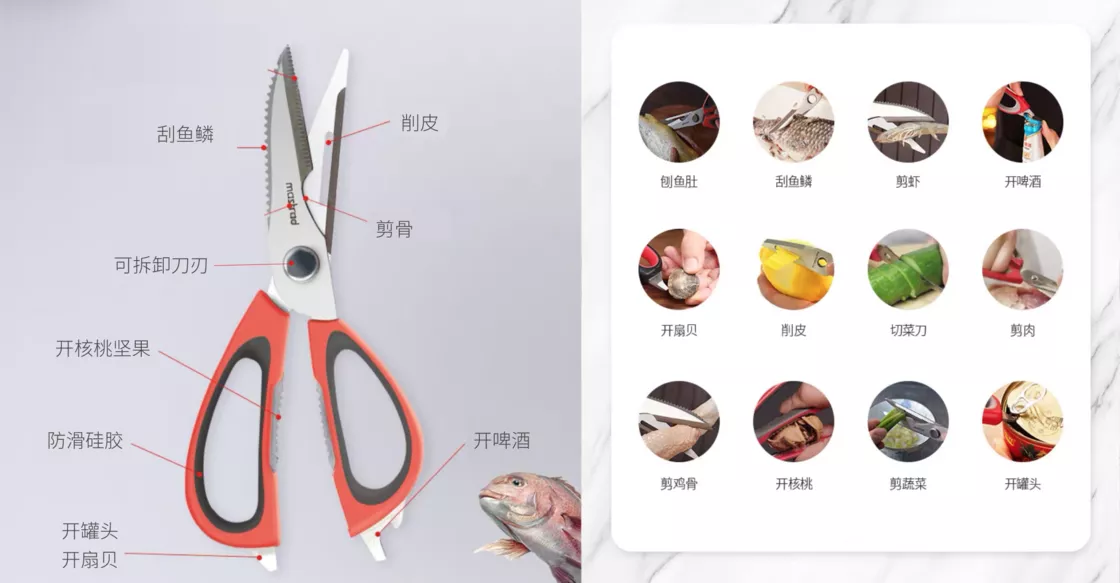 刮鱼鳞
削皮
mastrad
剪骨
可拆卸刀刃
开核桃坚果
防滑硅胶
开啤酒
开罐头
开扇贝
刨鱼肚
刮鱼鳞
剪虾
开啤酒
开扇贝
削皮
切菜刀
剪肉
剪鸡骨
开核桃
剪蔬菜
开罐头